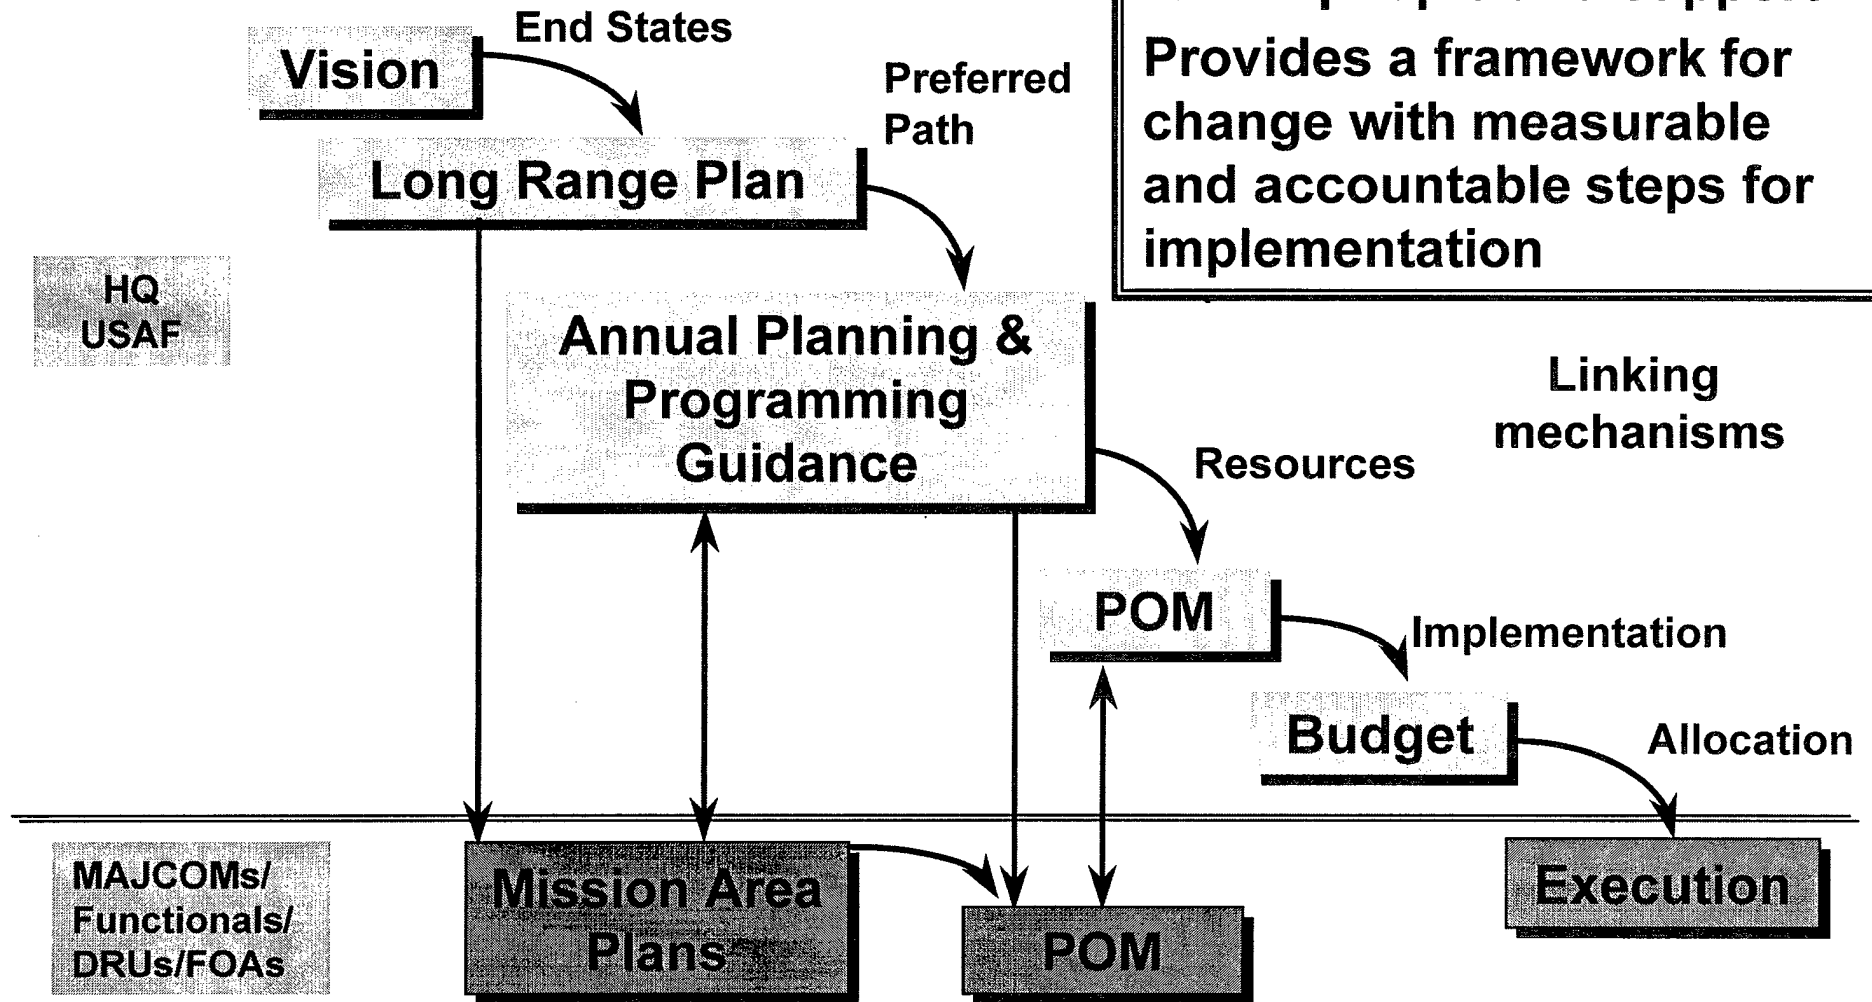 End States
Vision
Preferred
Path
Provides a framework for
change with measurable
and accountable steps for
implementation
Long Range Plan
HQ
USAF
Annual Planning &
Programming
Guidance
Linking
mechanisms
Resources
POM
Implementation
Budget
Allocation
MAJCOMs/
Functionals/
DRUs/FOAs
Mission Area
Plans
POM
Execution